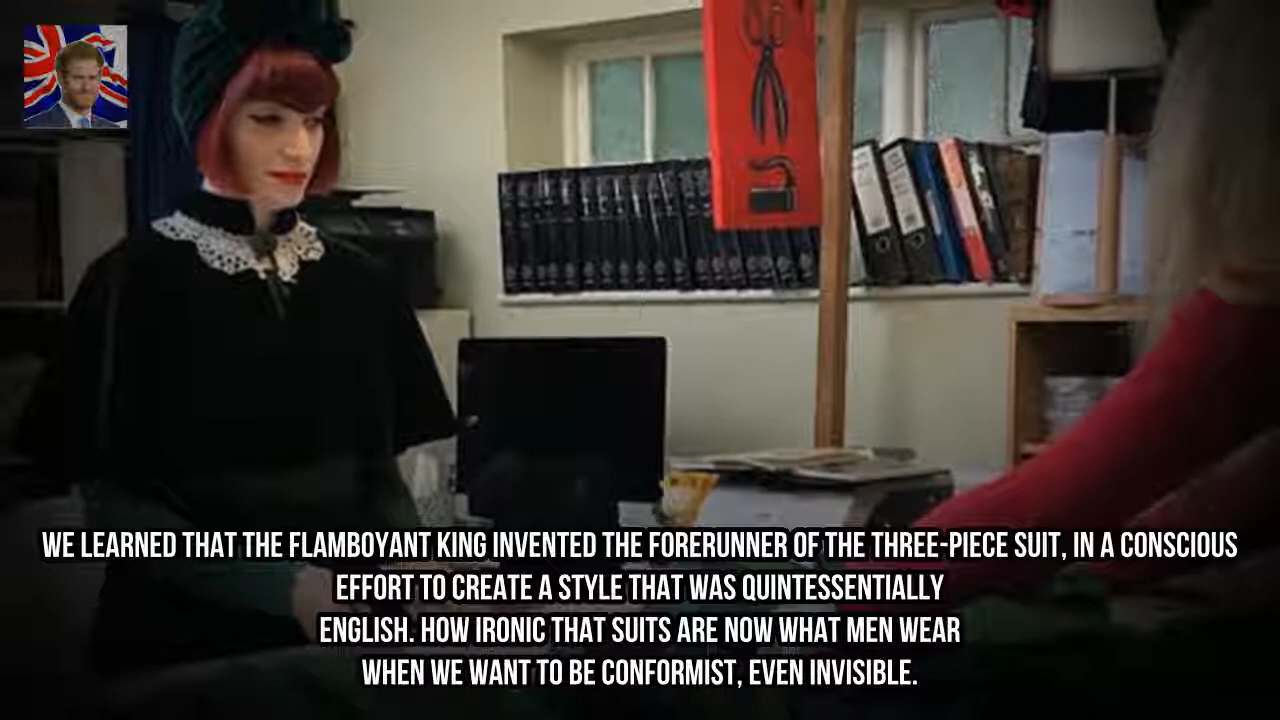 WE LEARNED THAT THE FLAMBOYANT KING INVENTED THE FORERUNNER OF THE THREE-PIECE SUIT, IN A CONSCIOUS
EFFORT TO CREATE A STYLE THAT WAS QUINTESSENTIALLY
ENGLISH. HOW IRONIC THAT SUITS ARE NOW WHAT MEN WEAR
WHEN WE WANT TO BE CONFORMIST, EVEN INVISIBLE.